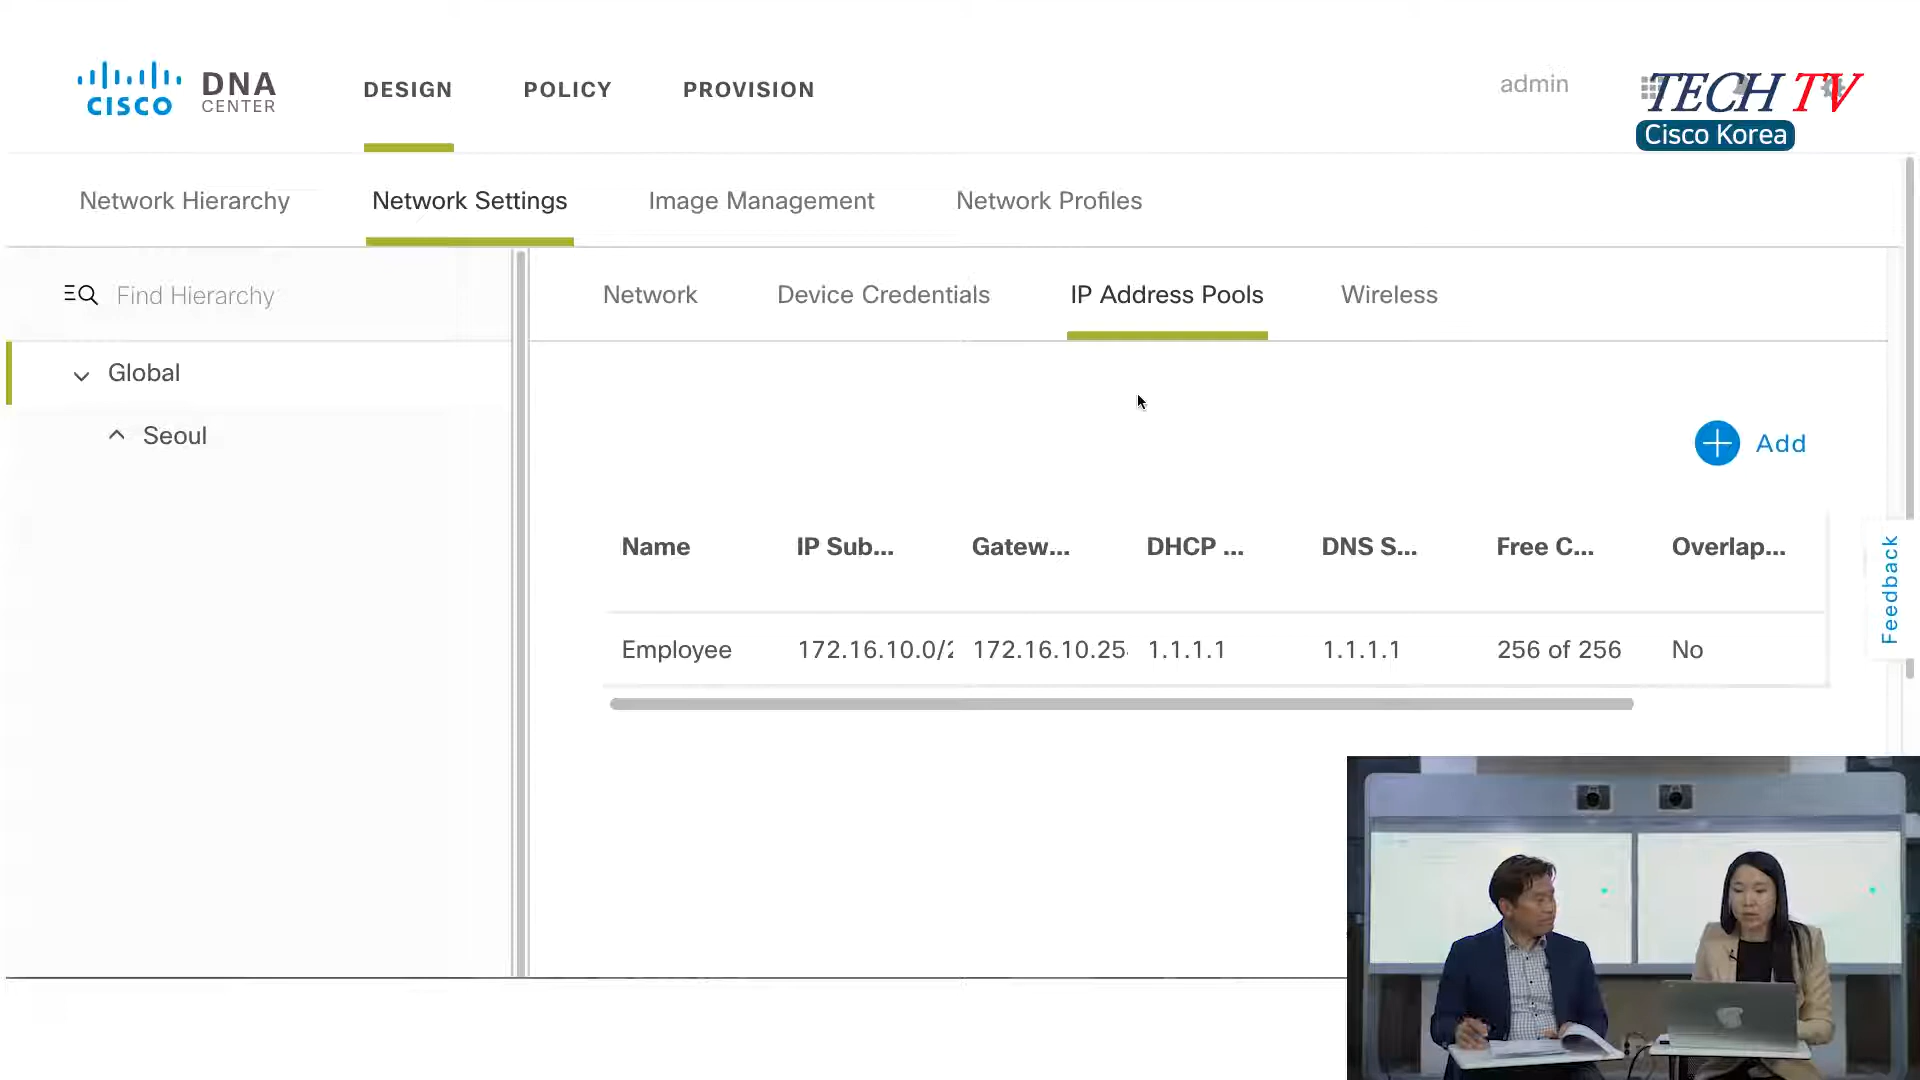 CISCO
DNA
CENTER
DESIGN
POLICY
PROVISION
admin
TECH TV
Cisco Korea
Network Hierarchy
Network Settings
Image Management
Network Profiles
Find Hierarchy
Network
Device Credentials
IP Address Pools
Wireless
Global
Seoul
Add
Name IP Sub... Gatew... DHCP ... DNS S... Free C... Overlap...
Employee 172.16.10.0/2 172.16.10.25 1.1.1.1 1.1.1.1 256 of 256 No
Feedback